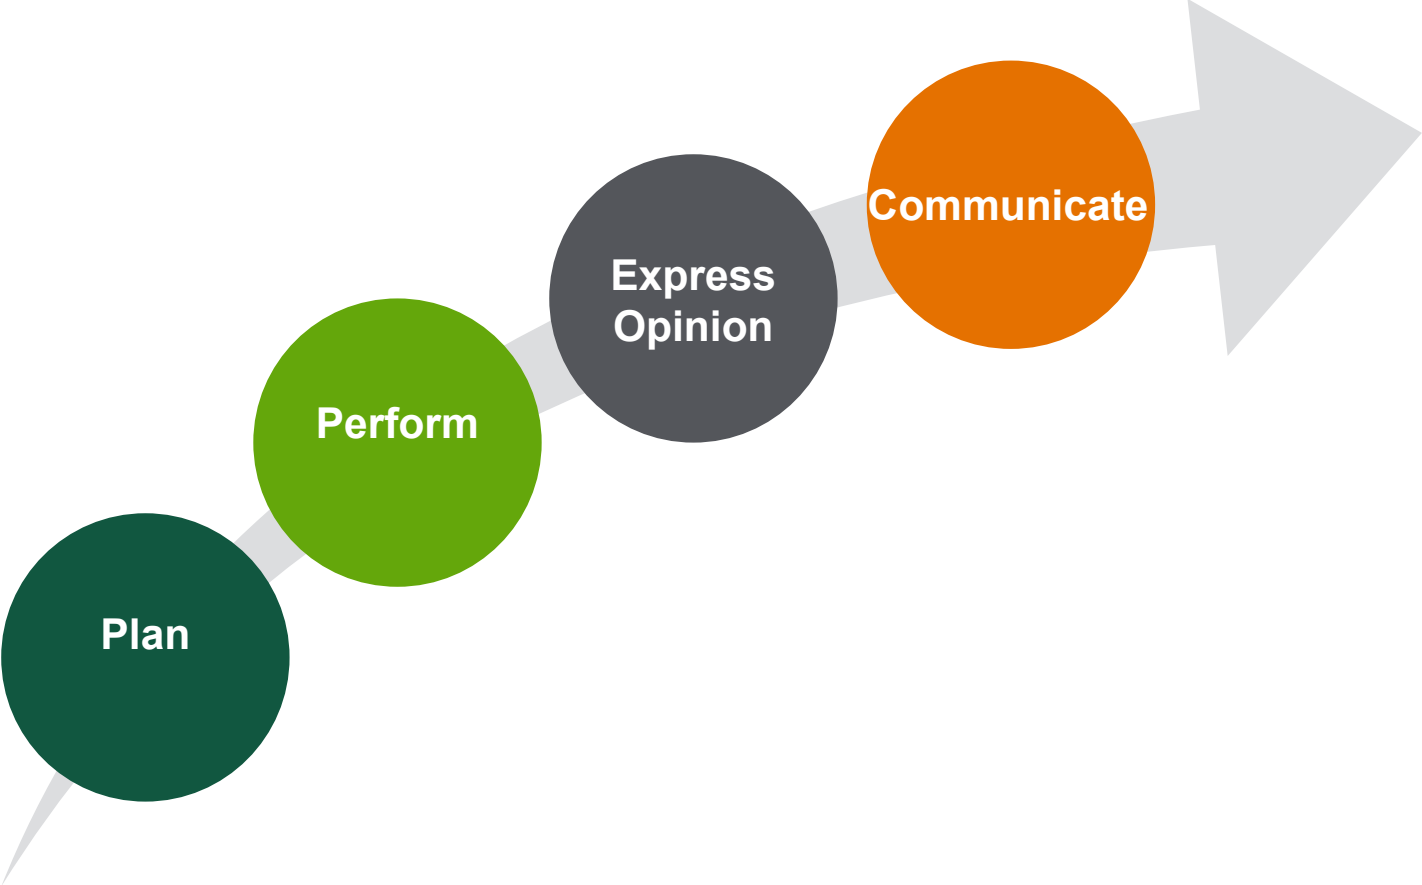 Plan
Perform
Express
Opinion
Communicate